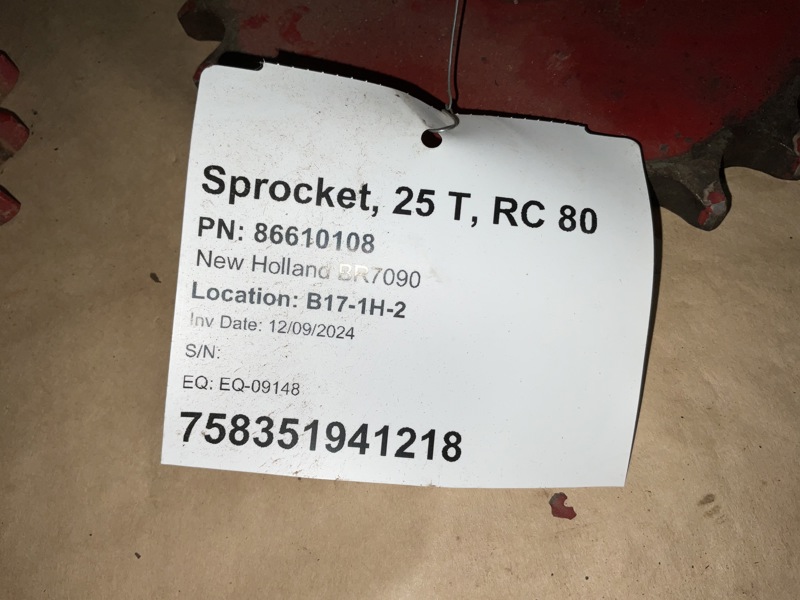 Sprocket, 25 T, RC 80
PN: 86610108
New Holland BR7090
Location: B17-1H-2
Inv Date: 12/09/2024
S/N:
EQ: EQ-09148
758351941218